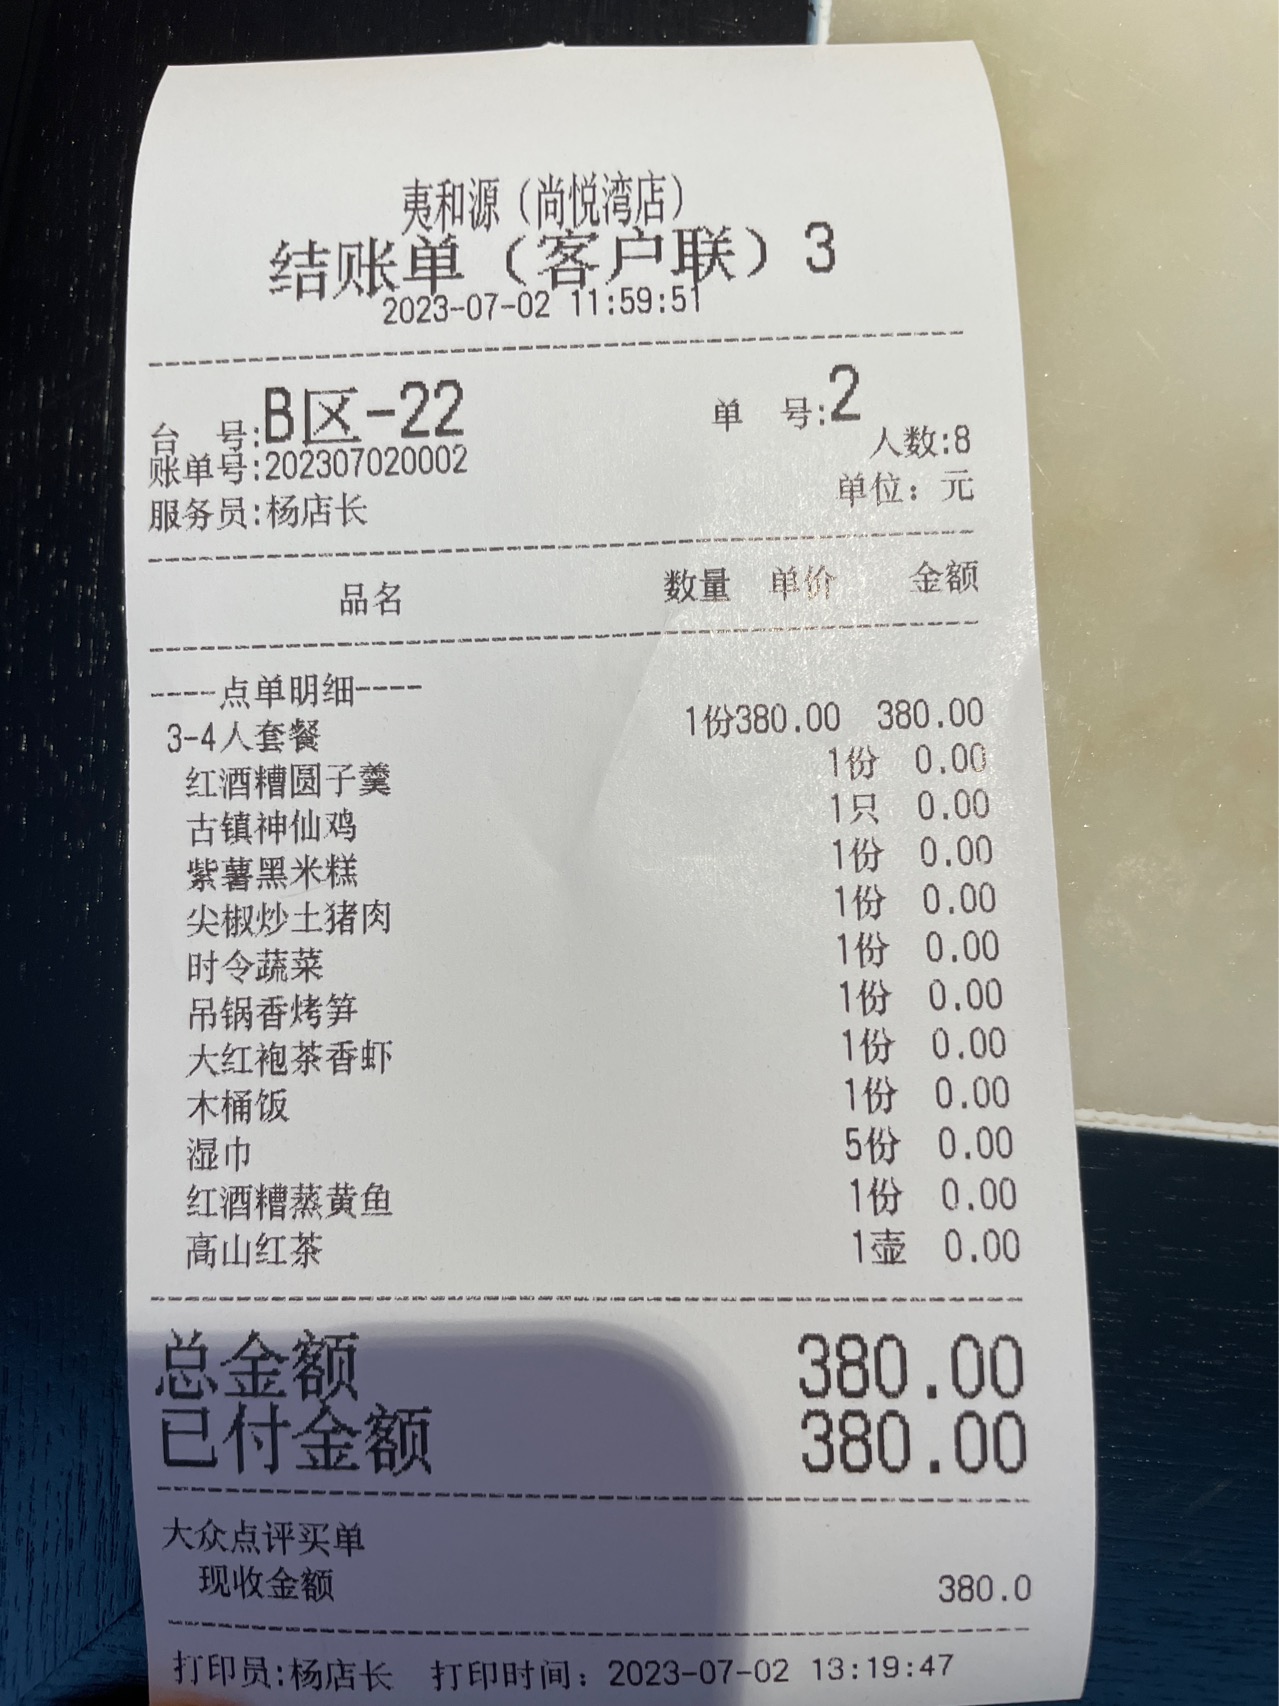 夷和源（尚悦湾店）
结账单（客户联）3
2023-07-02 11:59:51
台 号:B区-22 单 号:2
账单号:202307020002 人数:8
服务员:杨店长 单位：元
品名 数量 单价 金额
----点单明细----
3-4人套餐 1份380.00 380.00
红酒糟圆子羹 1份 0.00
古镇神仙鸡 1只 0.00
紫薯黑米糕 1份 0.00
尖椒炒土猪肉 1份 0.00
时令蔬菜 1份 0.00
吊锅香烤笋 1份 0.00
大红袍茶香虾 1份 0.00
木桶饭 1份 0.00
湿巾 5份 0.00
红酒糟蒸黄鱼 1份 0.00
高山红茶 1壶 0.00
总金额 380.00
已付金额 380.00
大众点评买单
现收金额 380.0
打印员:杨店长 打印时间：2023-07-02 13:19:47